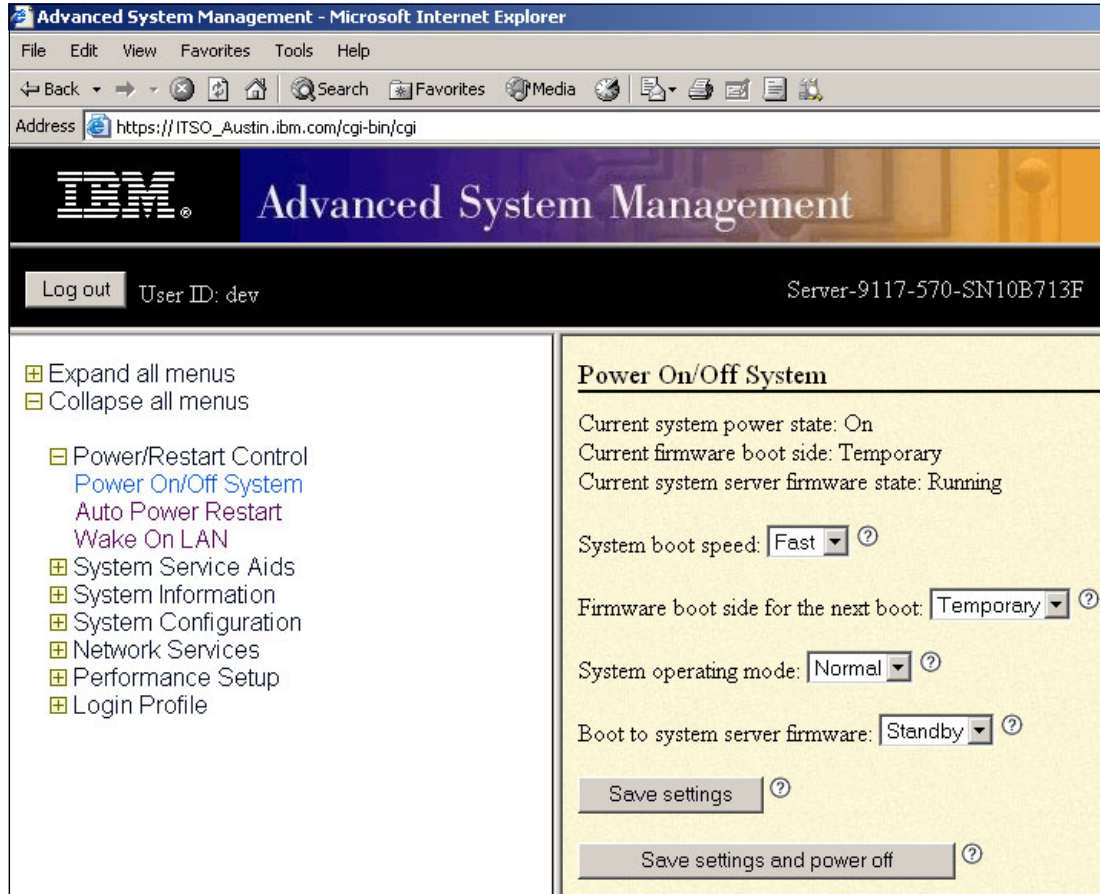 Advanced System Management - Microsoft Internet Explorer
File Edit View Favorites Tools Help
Back Search Favorites Media
Address https://ITSO_Austin.ibm.com/cgi-bin/cgi
IBM® Advanced System Management
Log out User ID: dev Server-9117-570-SN10B713F
Expand all menus
Collapse all menus
Power/Restart Control
Power On/Off System
Auto Power Restart
Wake On LAN
System Service Aids
System Information
System Configuration
Network Services
Performance Setup
Login Profile
Power On/Off System
Current system power state: On
Current firmware boot side: Temporary
Current system server firmware state: Running
System boot speed: Fast ?
Firmware boot side for the next boot: Temporary ?
System operating mode: Normal ?
Boot to system server firmware: Standby ?
Save settings ?
Save settings and power off ?